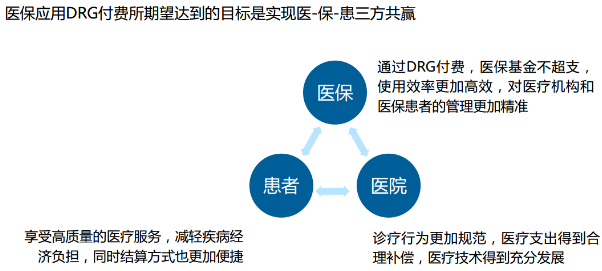 医保应用DRG付费所期望达到的目标是实现医-保-患三方共赢
通过DRG付费，医保基金不超支，
使用效率更加高效，对医疗机构和
医保患者的管理更加精准
医保
患者
医院
享受高质量的医疗服务，减轻疾病经
济负担，同时结算方式也更加便捷
诊疗行为更加规范，医疗支出得到合
理补偿，医疗技术得到充分发展